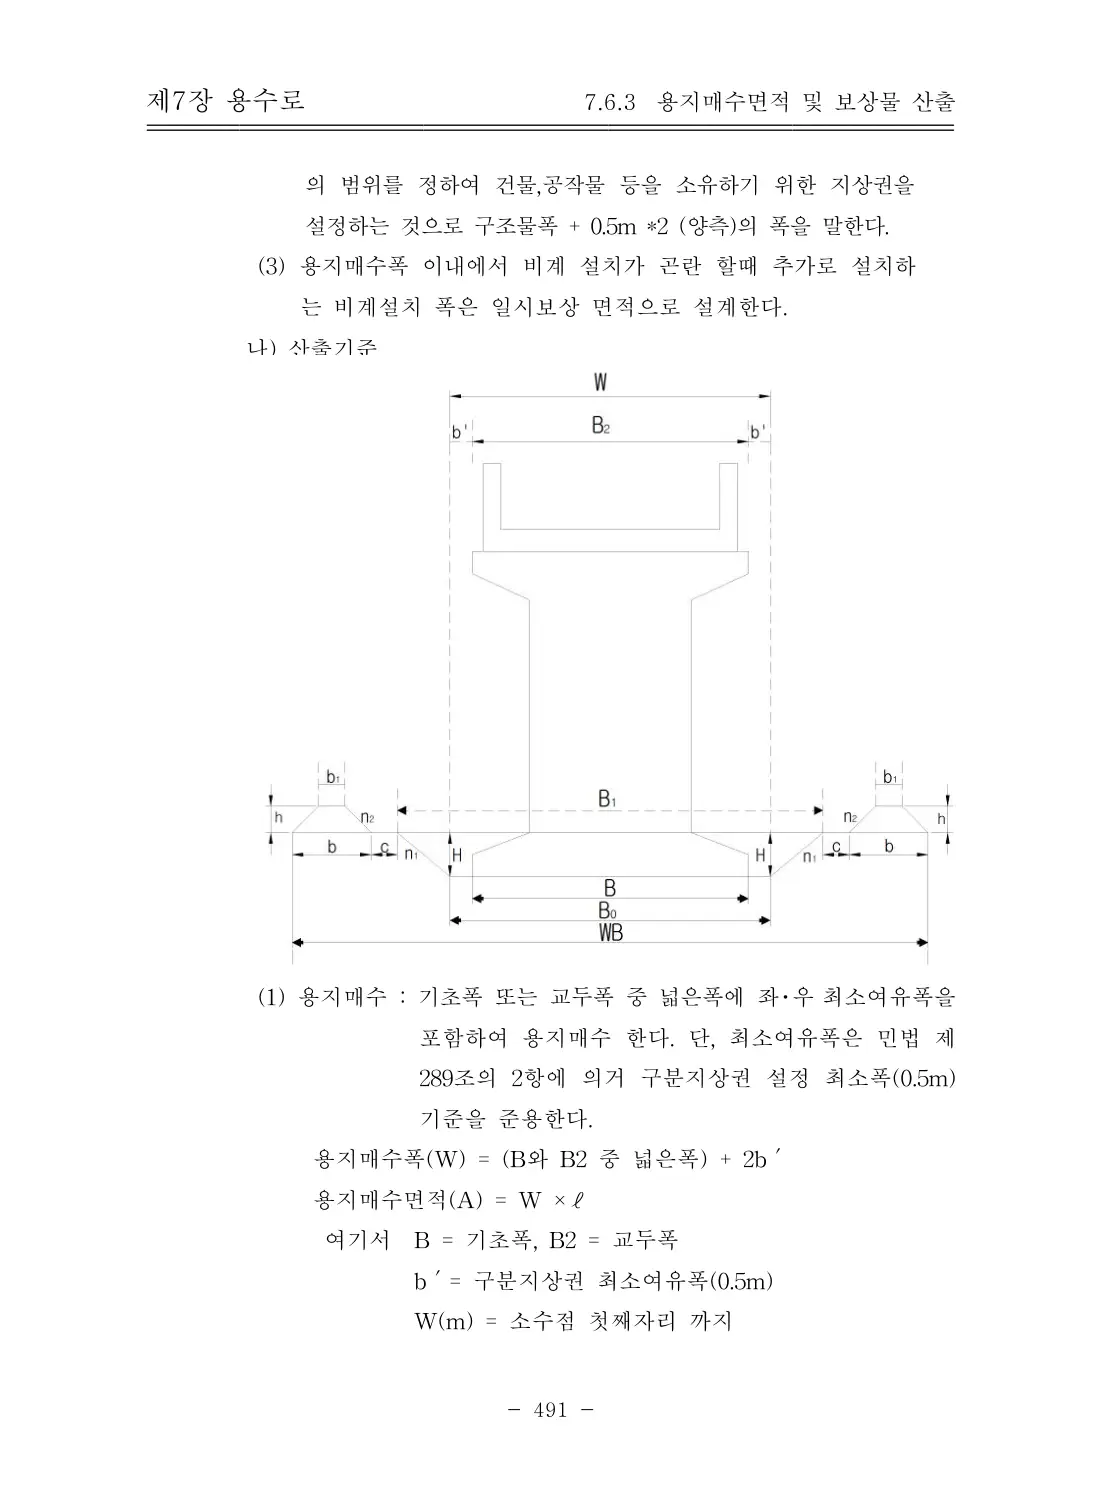 제7장 용수로 7.6.3 용지매수면적 및 보상물 산출
의 범위를 정하여 건물,공작물 등을 소유하기 위한 지상권을
설정하는 것으로 구조물폭 + 0.5m *2 (양측)의 폭을 말한다.
(3) 용지매수폭 이내에서 비계 설치가 곤란 할때 추가로 설치하
는 비계설치 폭은 일시보상 면적으로 설계한다.
나) 산출기준
W
b' B₂ b'
b₁ b₁
B₁
h n₂ n₂ h
b c n₁ H H n₁ c b
B
B₀
WB
(1) 용지매수 : 기초폭 또는 교두폭 중 넓은폭에 좌･우 최소여유폭을
포함하여 용지매수 한다. 단, 최소여유폭은 민법 제
289조의 2항에 의거 구분지상권 설정 최소폭(0.5m)
기준을 준용한다.
용지매수폭(W) = (B와 B2 중 넓은폭) + 2b´
용지매수면적(A) = W ×ℓ
여기서 B = 기초폭, B2 = 교두폭
b´= 구분지상권 최소여유폭(0.5m)
W(m) = 소수점 첫째자리 까지
- 491 -